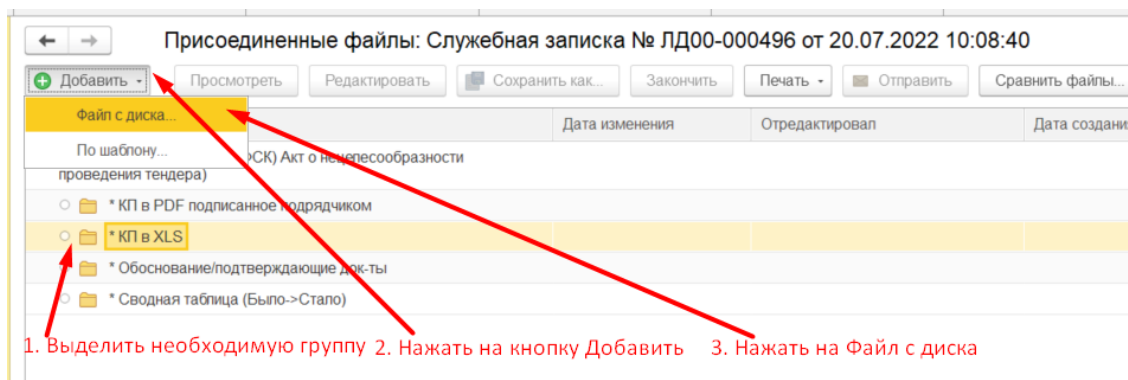 Присоединенные файлы: Служебная записка № ЛД00-000496 от 20.07.2022 10:08:40
Добавить Просмотреть Редактировать Сохранить как... Закончить Печать Отправить Сравнить файлы...
Файл с диска...
Дата изменения Отредактировал Дата создания
По шаблону...
СК) Акт о нецелесообразности
проведения тендера)
* КП в PDF подписанное подрядчиком
* КП в XLS
* Обоснование/подтверждающие док-ты
* Сводная таблица (Было->Стало)
1. Выделить необходимую группу 2. Нажать на кнопку Добавить 3. Нажать на Файл с диска